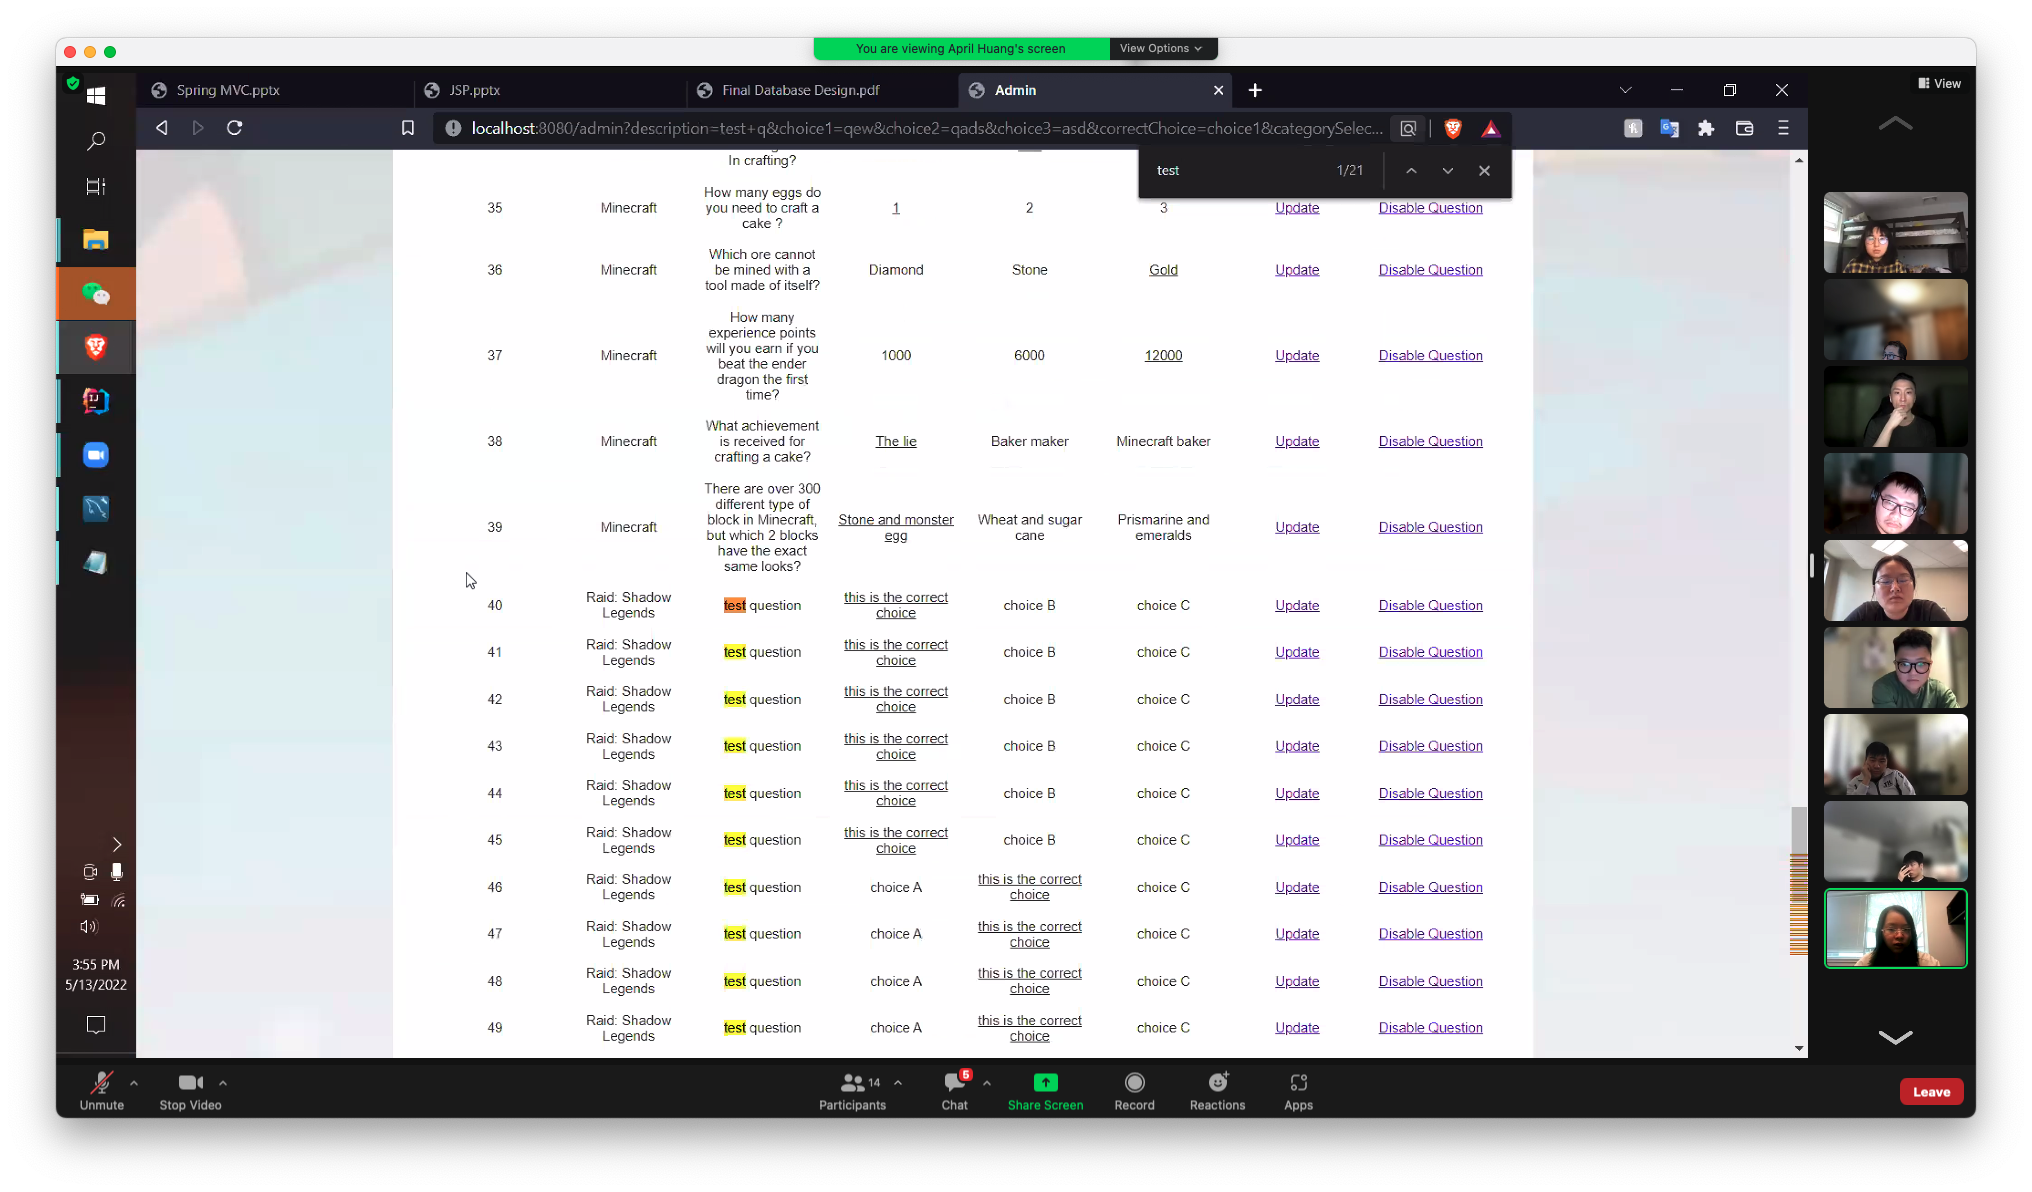 You are viewing April Huang's screen
View Options
View
Spring MVC.pptx
JSP.pptx
Final Database Design.pdf
Admin
localhost:8080/admin?description=test+q&choice1=qew&choice2=qads&choice3=asd&correctChoice=choice1&categorySelec...
test
1/21
In crafting?
35
Minecraft
How many eggs do
you need to craft a
cake ?
1
2
3
Update
Disable Question
36
Minecraft
Which ore cannot
be mined with a
tool made of itself?
Diamond
Stone
Gold
Update
Disable Question
37
Minecraft
How many
experience points
will you earn if you
beat the ender
dragon the first
time?
1000
6000
12000
Update
Disable Question
38
Minecraft
What achievement
is received for
crafting a cake?
The lie
Baker maker
Minecraft baker
Update
Disable Question
39
Minecraft
There are over 300
different type of
block in Minecraft,
but which 2 blocks
have the exact
same looks?
Stone and monster
egg
Wheat and sugar
cane
Prismarine and
emeralds
Update
Disable Question
40
Raid: Shadow
Legends
test question
this is the correct
choice
choice B
choice C
Update
Disable Question
41
Raid: Shadow
Legends
test question
this is the correct
choice
choice B
choice C
Update
Disable Question
42
Raid: Shadow
Legends
test question
this is the correct
choice
choice B
choice C
Update
Disable Question
43
Raid: Shadow
Legends
test question
this is the correct
choice
choice B
choice C
Update
Disable Question
44
Raid: Shadow
Legends
test question
this is the correct
choice
choice B
choice C
Update
Disable Question
45
Raid: Shadow
Legends
test question
this is the correct
choice
choice B
choice C
Update
Disable Question
46
Raid: Shadow
Legends
test question
choice A
this is the correct
choice
choice C
Update
Disable Question
47
Raid: Shadow
Legends
test question
choice A
this is the correct
choice
choice C
Update
Disable Question
48
Raid: Shadow
Legends
test question
choice A
this is the correct
choice
choice C
Update
Disable Question
49
Raid: Shadow
Legends
test question
choice A
this is the correct
choice
choice C
Update
Disable Question
3:55 PM
5/13/2022
Unmute
Stop Video
14
Participants
5
Chat
Share Screen
Record
Reactions
Apps
Leave